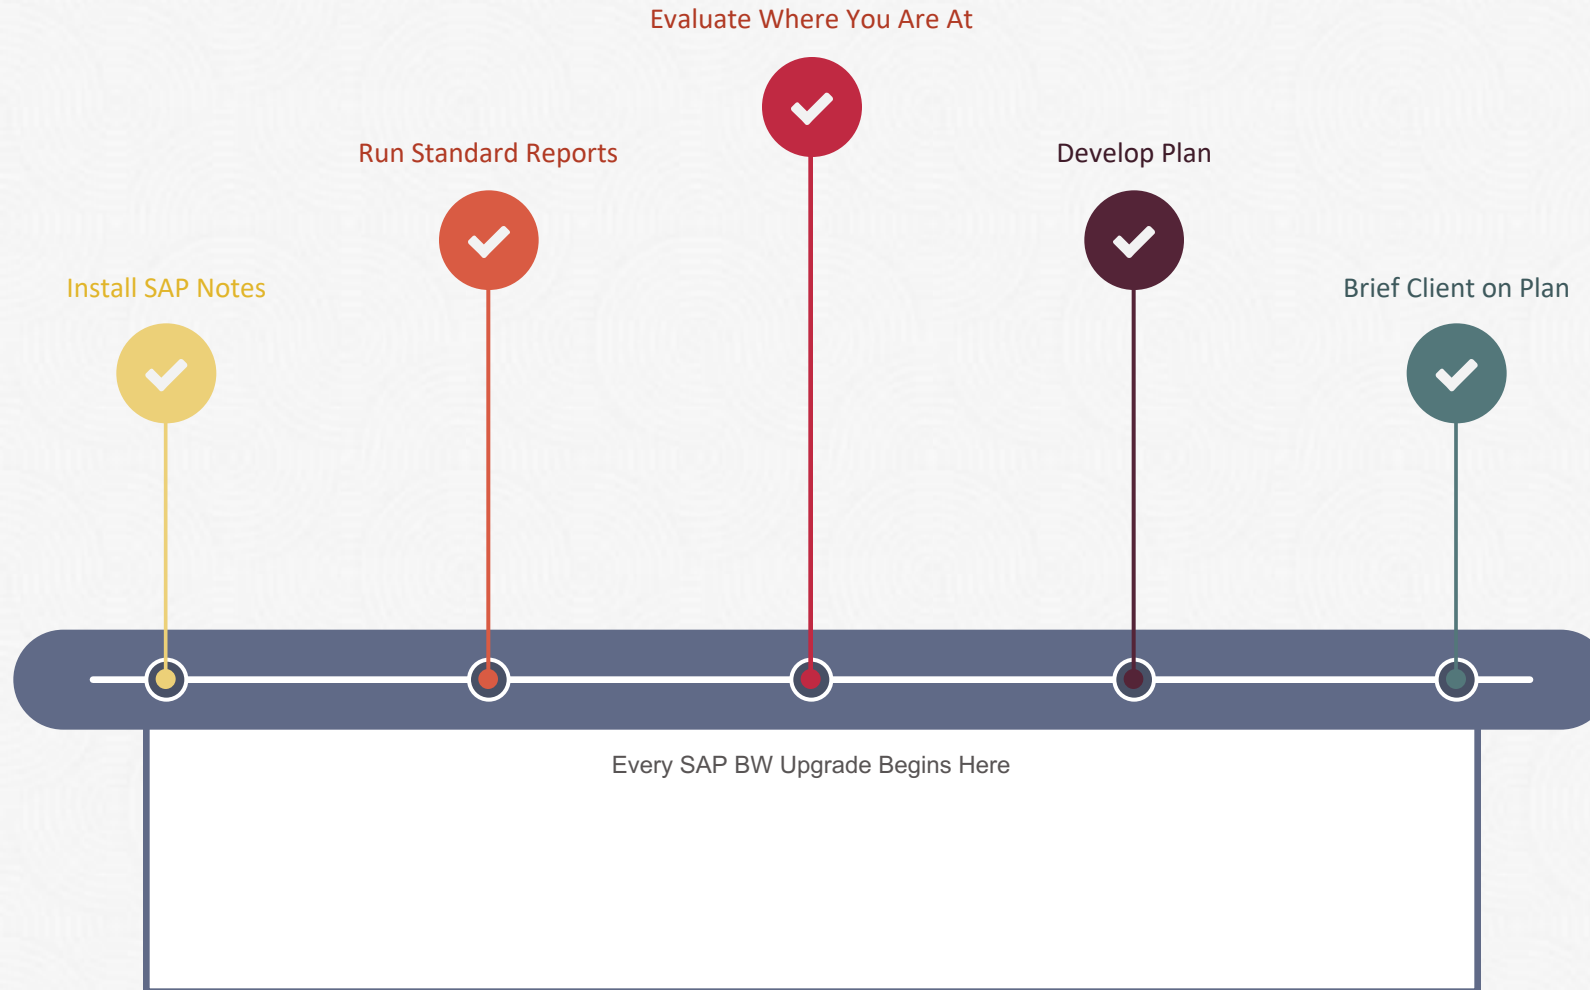 Evaluate Where You Are At
Run Standard Reports
Develop Plan
Install SAP Notes
Brief Client on Plan
Every SAP BW Upgrade Begins Here